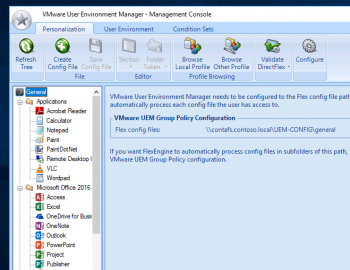 VMware User Environment Manager - Management Console
Personalization User Environment Condition Sets
Refresh Tree
Create Config File
Save Config File
Section
Folder Token
Browse Local Profile
Browse Other Profile
Validate DirectFlex
Configure
File Editor Profile Browsing
General
Applications
Acrobat Reader
Calculator
Notepad
Paint
PaintDotNet
Remote Desktop
VLC
Wordpad
Microsoft Office 2016
Access
Excel
OneDrive for Busi
OneNote
Outlook
PowerPoint
Project
Publisher
VMware User Environment Manager needs to be configured to the Flex config file pat
automatically process each config file the user has access to.
VMware UEM Group Policy Configuration
Flex config files: \\contafs.contoso.local\UEM-CONFIG\general
If you want FlexEngine to automatically process config files in subfolders of this path,
VMware UEM Group Policy configuration.